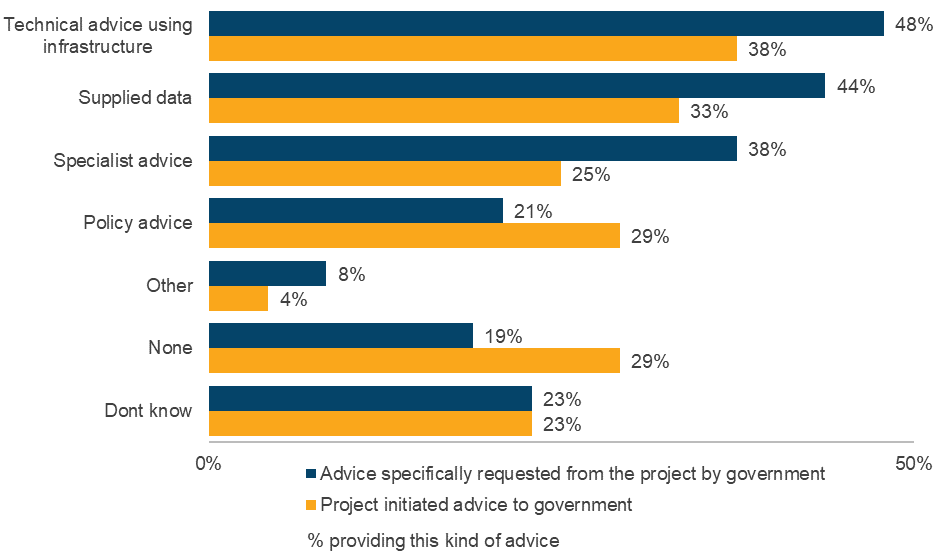 Technical advice using
infrastructure
48%
38%
Supplied data
44%
33%
Specialist advice
38%
25%
Policy advice
21%
29%
Other
8%
4%
None
19%
29%
Dont know
23%
23%
0%
50%
Advice specifically requested from the project by government
Project initiated advice to government
% providing this kind of advice